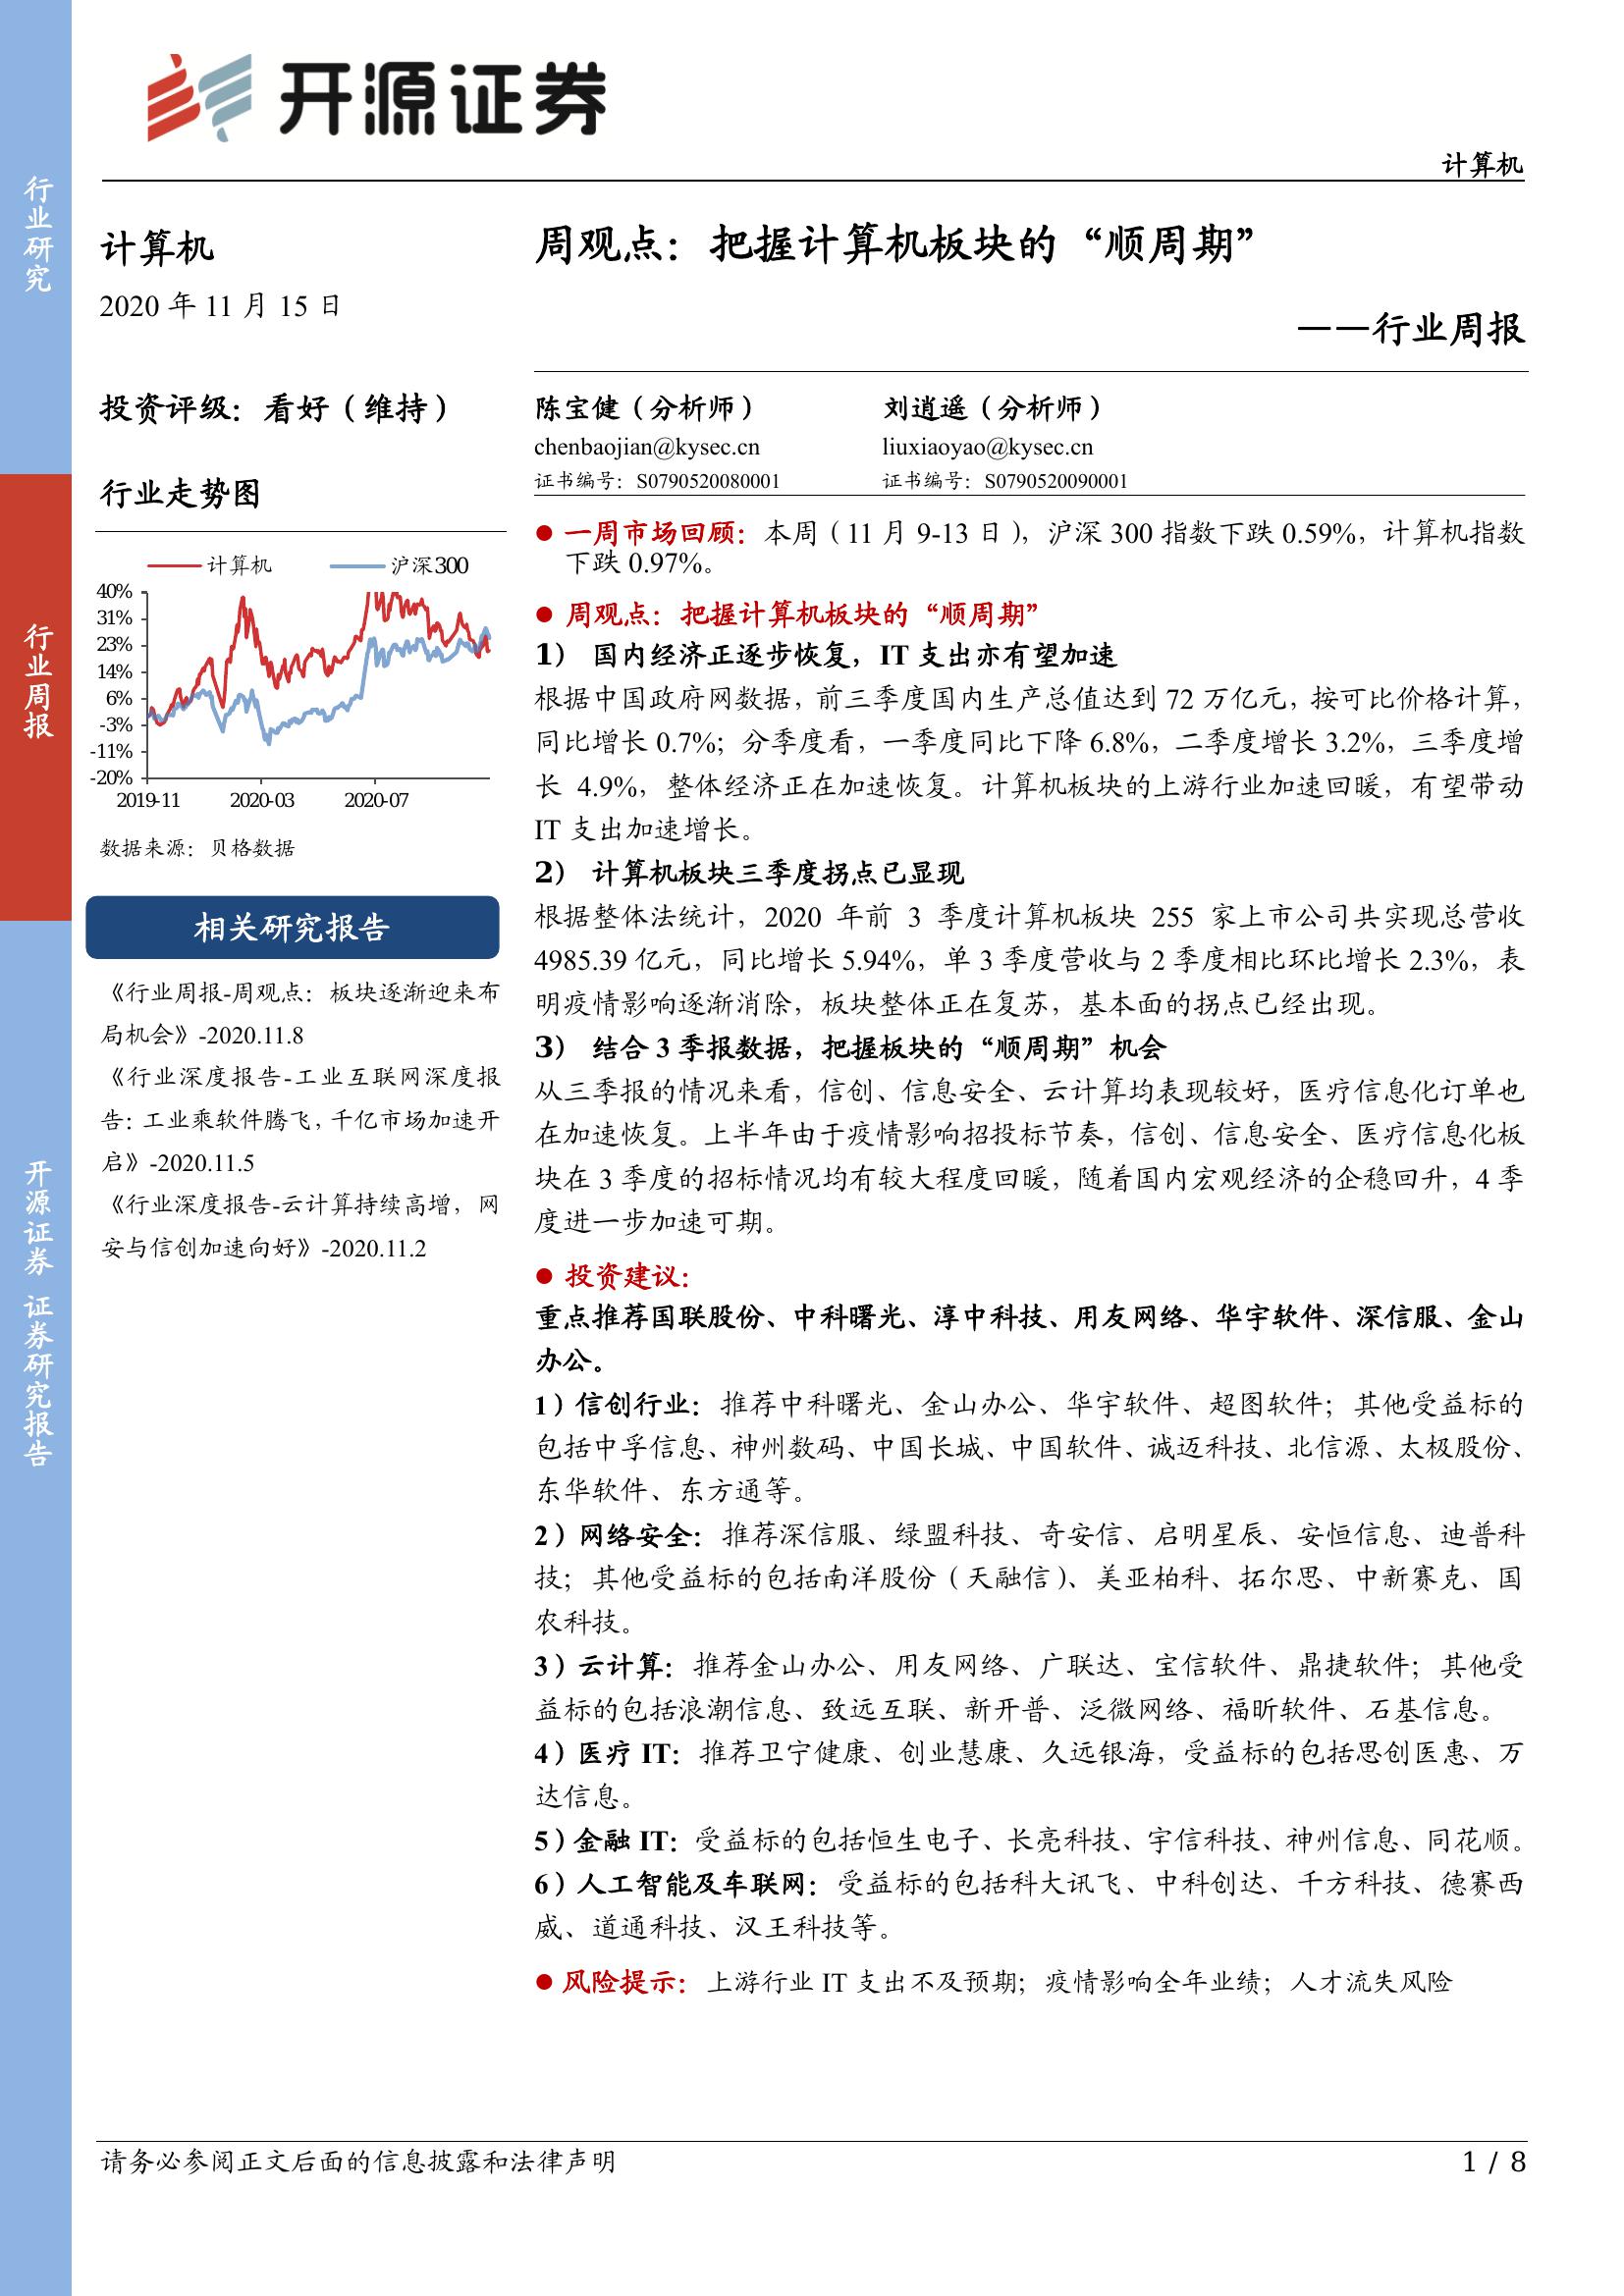 开源证券
计算机
行业研究
行业周报
开源证券 证券研究报告
计算机
2020 年 11 月 15 日
投资评级：看好（维持）
行业走势图
计算机 沪深300
40%
31%
23%
14%
6%
-3%
-11%
-20%
2019-11 2020-03 2020-07
数据来源：贝格数据
相关研究报告
《行业周报-周观点：板块逐渐迎来布
局机会》-2020.11.8
《行业深度报告-工业互联网深度报
告：工业乘软件腾飞，千亿市场加速开
启》-2020.11.5
《行业深度报告-云计算持续高增，网
安与信创加速向好》-2020.11.2
周观点：把握计算机板块的“顺周期”
——行业周报
陈宝健（分析师） 刘逍遥（分析师）
chenbaojian@kysec.cn liuxiaoyao@kysec.cn
证书编号：S0790520080001 证书编号：S0790520090001
● 一周市场回顾：本周（11 月 9-13 日），沪深 300 指数下跌 0.59%，计算机指数
下跌 0.97%。
● 周观点：把握计算机板块的“顺周期”
1） 国内经济正逐步恢复，IT 支出亦有望加速
根据中国政府网数据，前三季度国内生产总值达到 72 万亿元，按可比价格计算，
同比增长 0.7%；分季度看，一季度同比下降 6.8%，二季度增长 3.2%，三季度增
长 4.9%，整体经济正在加速恢复。计算机板块的上游行业加速回暖，有望带动
IT 支出加速增长。
2） 计算机板块三季度拐点已显现
根据整体法统计，2020 年前 3 季度计算机板块 255 家上市公司共实现总营收
4985.39 亿元，同比增长 5.94%，单 3 季度营收与 2 季度相比环比增长 2.3%，表
明疫情影响逐渐消除，板块整体正在复苏，基本面的拐点已经出现。
3） 结合 3 季报数据，把握板块的“顺周期”机会
从三季报的情况来看，信创、信息安全、云计算均表现较好，医疗信息化订单也
在加速恢复。上半年由于疫情影响招投标节奏，信创、信息安全、医疗信息化板
块在 3 季度的招标情况均有较大程度回暖，随着国内宏观经济的企稳回升，4 季
度进一步加速可期。
● 投资建议：
重点推荐国联股份、中科曙光、淳中科技、用友网络、华宇软件、深信服、金山
办公。
1）信创行业：推荐中科曙光、金山办公、华宇软件、超图软件；其他受益标的
包括中孚信息、神州数码、中国长城、中国软件、诚迈科技、北信源、太极股份、
东华软件、东方通等。
2）网络安全：推荐深信服、绿盟科技、奇安信、启明星辰、安恒信息、迪普科
技；其他受益标的包括南洋股份（天融信）、美亚柏科、拓尔思、中新赛克、国
农科技。
3）云计算：推荐金山办公、用友网络、广联达、宝信软件、鼎捷软件；其他受
益标的包括浪潮信息、致远互联、新开普、泛微网络、福昕软件、石基信息。
4）医疗 IT：推荐卫宁健康、创业慧康、久远银海，受益标的包括思创医惠、万
达信息。
5）金融 IT：受益标的包括恒生电子、长亮科技、宇信科技、神州信息、同花顺。
6）人工智能及车联网：受益标的包括科大讯飞、中科创达、千方科技、德赛西
威、道通科技、汉王科技等。
● 风险提示：上游行业 IT 支出不及预期；疫情影响全年业绩；人才流失风险
请务必参阅正文后面的信息披露和法律声明
1 / 8